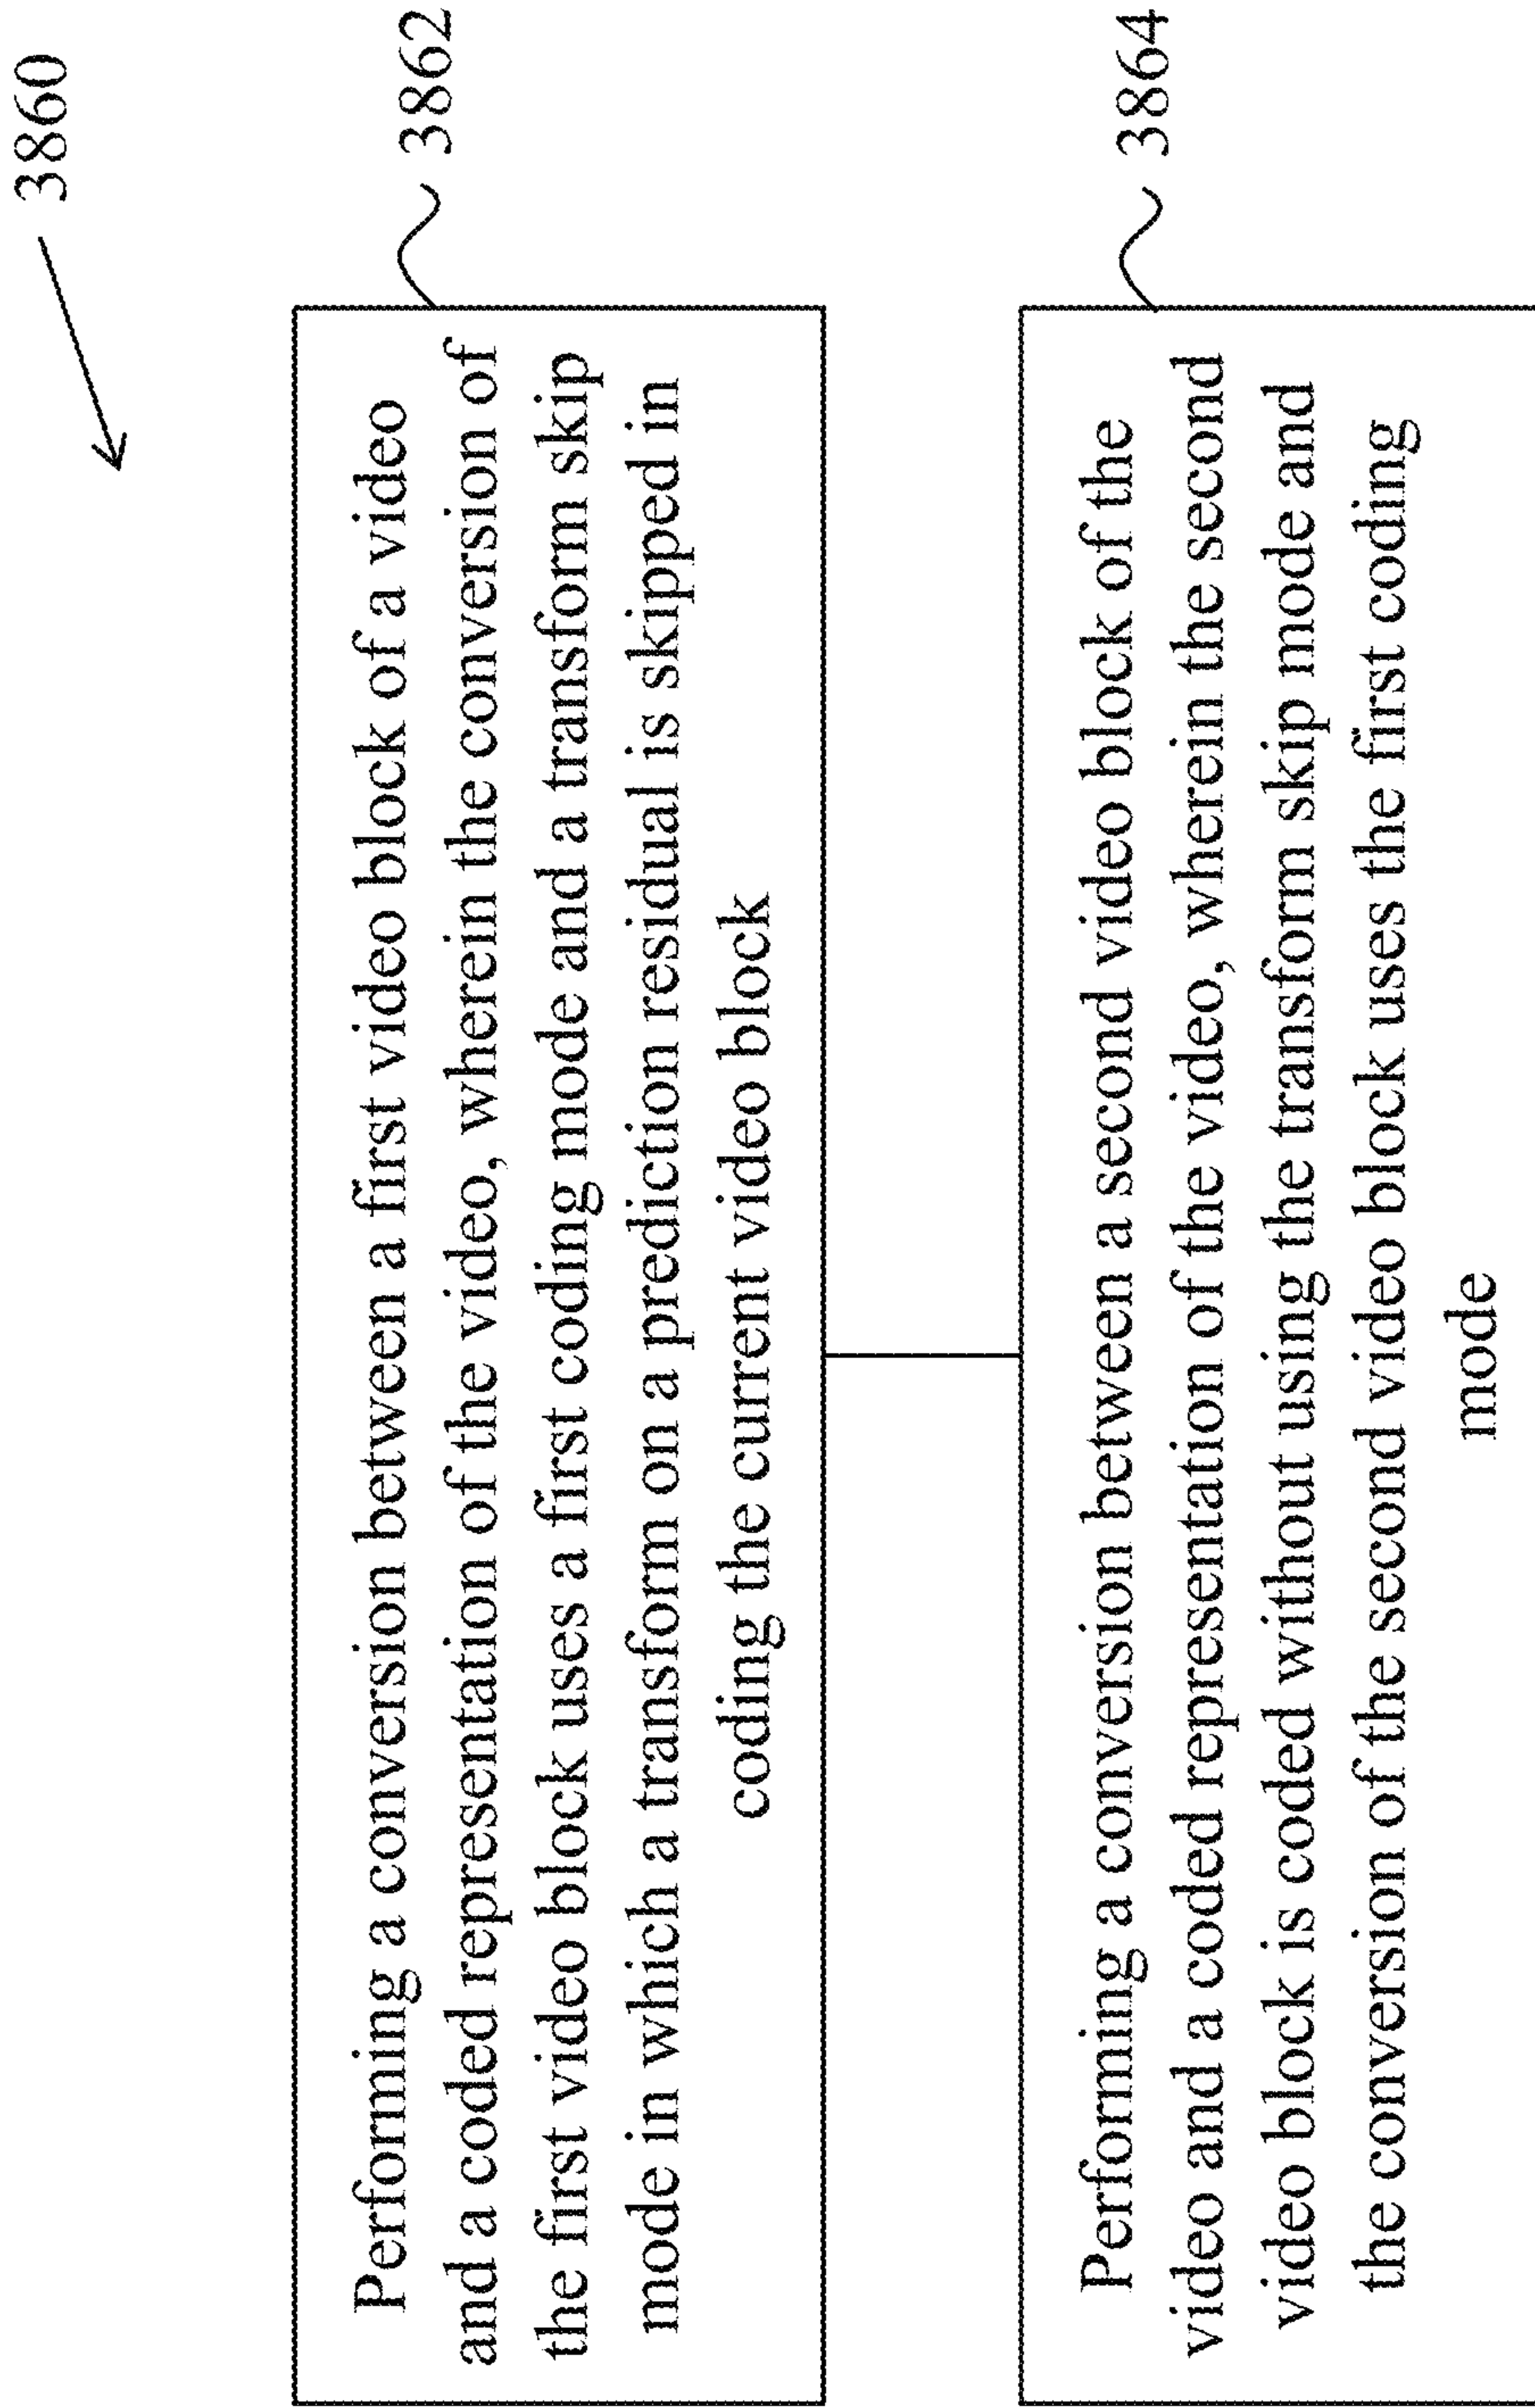 3860
Performing a conversion between a first video block of a video
and a coded representation of the video, wherein the conversion of
the first video block uses a first coding mode and a transform skip
mode in which a transform on a prediction residual is skipped in
coding the current video block
3862
Performing a conversion between a second video block of the
video and a coded representation of the video, wherein the second
video block is coded without using the transform skip mode and
the conversion of the second video block uses the first coding
mode
3864